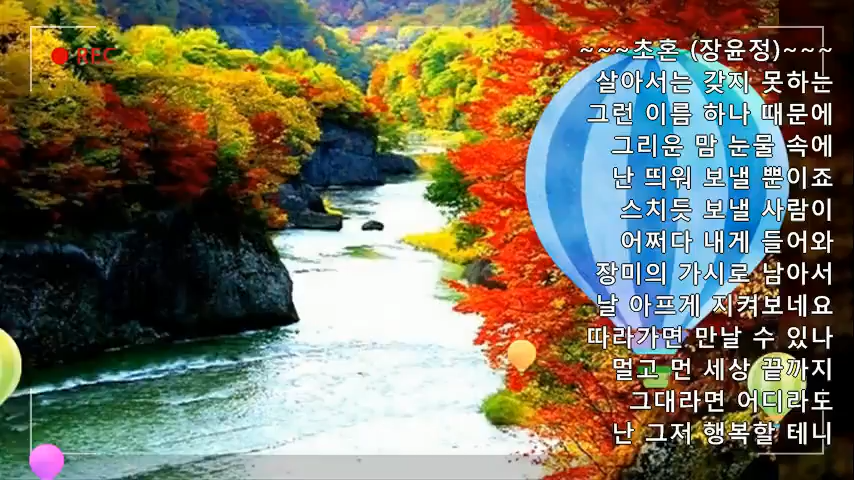 REC
~~~초혼 (장윤정)~~~
살아서는 갖지 못하는
그런 이름 하나 때문에
그리운 맘 눈물 속에
난 띄워 보낼 뿐이죠
스치듯 보낼 사람이
어쩌다 내게 들어와
장미의 가시로 남아서
날 아프게 지켜보네요
따라가면 만날 수 있나
멀고 먼 세상 끝까지
그대라면 어디라도
난 그저 행복할 테니